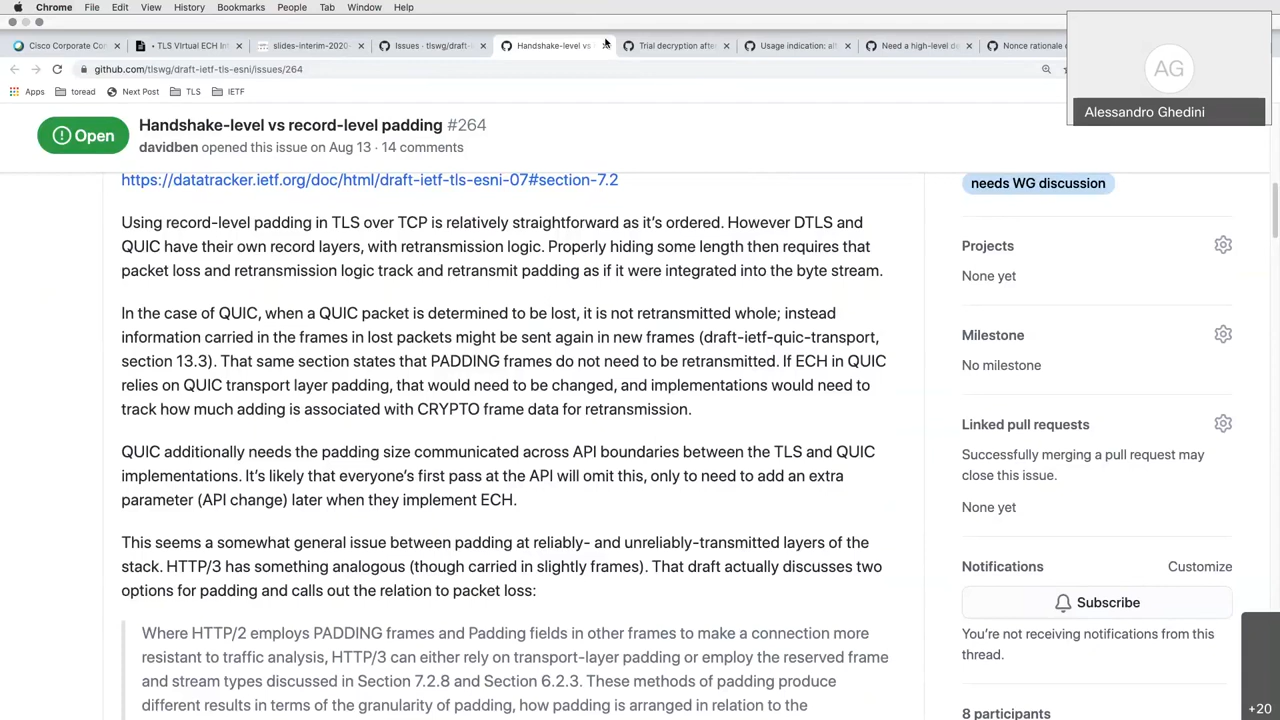 Chrome File Edit View History Bookmarks People Tab Window Help
Cisco Corporate Con
• TLS Virtual ECH Int
slides-interim-2020-
Issues · tlswg/draft-
Handshake-level vs
Trial decryption afte
Usage indication: al
Need a high-level de
Nonce rationale
github.com/tlswg/draft-ietf-tls-esni/issues/264
Apps toread Next Post TLS IETF
AG
Alessandro Ghedini
Open
Handshake-level vs record-level padding #264
davidben opened this issue on Aug 13 · 14 comments
https://datatracker.ietf.org/doc/html/draft-ietf-tls-esni-07#section-7.2
Using record-level padding in TLS over TCP is relatively straightforward as it's ordered. However DTLS and
QUIC have their own record layers, with retransmission logic. Properly hiding some length then requires that
packet loss and retransmission logic track and retransmit padding as if it were integrated into the byte stream.
In the case of QUIC, when a QUIC packet is determined to be lost, it is not retransmitted whole; instead
information carried in the frames in lost packets might be sent again in new frames (draft-ietf-quic-transport,
section 13.3). That same section states that PADDING frames do not need to be retransmitted. If ECH in QUIC
relies on QUIC transport layer padding, that would need to be changed, and implementations would need to
track how much adding is associated with CRYPTO frame data for retransmission.
QUIC additionally needs the padding size communicated across API boundaries between the TLS and QUIC
implementations. It's likely that everyone's first pass at the API will omit this, only to need to add an extra
parameter (API change) later when they implement ECH.
This seems a somewhat general issue between padding at reliably- and unreliably-transmitted layers of the
stack. HTTP/3 has something analogous (though carried in slightly frames). That draft actually discusses two
options for padding and calls out the relation to packet loss:
Where HTTP/2 employs PADDING frames and Padding fields in other frames to make a connection more
resistant to traffic analysis, HTTP/3 can either rely on transport-layer padding or employ the reserved frame
and stream types discussed in Section 7.2.8 and Section 6.2.3. These methods of padding produce
different results in terms of the granularity of padding, how padding is arranged in relation to the
needs WG discussion
Projects
None yet
Milestone
No milestone
Linked pull requests
Successfully merging a pull request may
close this issue.
None yet
Notifications Customize
Subscribe
You're not receiving notifications from this
thread.
8 participants
+20